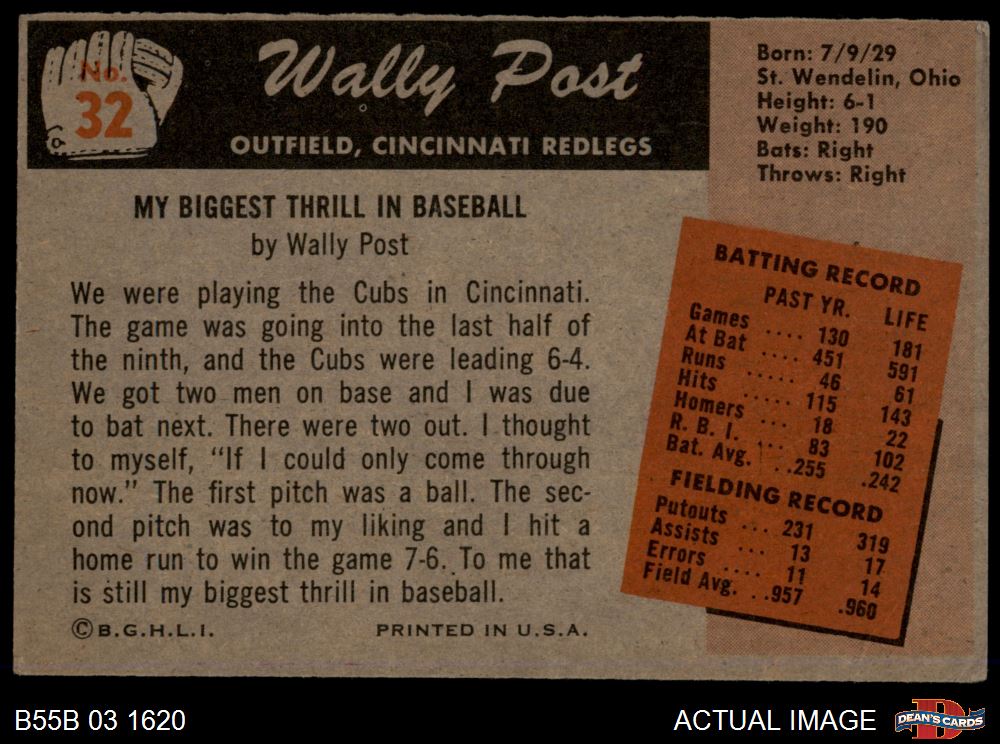 No.
32
Wally Post
OUTFIELD, CINCINNATI REDLEGS
Born: 7/9/29
St. Wendelin, Ohio
Height: 6-1
Weight: 190
Bats: Right
Throws: Right
MY BIGGEST THRILL IN BASEBALL
by Wally Post
We were playing the Cubs in Cincinnati.
The game was going into the last half of
the ninth, and the Cubs were leading 6-4.
We got two men on base and I was due
to bat next. There were two out. I thought
to myself, "If I could only come through
now." The first pitch was a ball. The sec-
ond pitch was to my liking and I hit a
home run to win the game 7-6. To me that
is still my biggest thrill in baseball.
©B.G.H.L.I. PRINTED IN U.S.A.
BATTING RECORD
PAST YR. LIFE
Games .... 130 181
At Bat .... 451 591
Runs ..... 46 61
Hits ..... 115 143
Homers .... 18 22
R. B. I. ... 83 102
Bat. Avg. ...255 .242
FIELDING RECORD
Putouts ... 231 319
Assists ... 13 17
Errors .... 11 14
Field Avg. ..957 .960
B55B 03 1620
ACTUAL IMAGE
D
DEAN'S CARDS